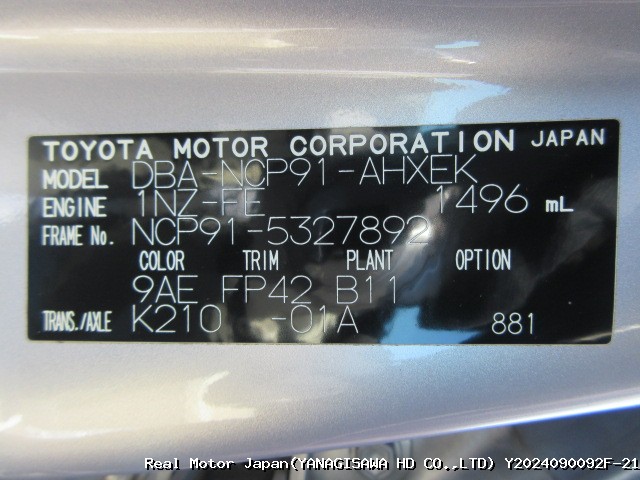 TOYOTA MOTOR CORPORATION JAPAN
MODEL DBA-NCP91-AHXEK
ENGINE 1NZ-FE 1496 mL
FRAME No. NCP91-5327892
COLOR TRIM PLANT OPTION
9AE FP42 B11
TRANS./AXLE K210 -01A 881
Real Motor Japan(YANAGISAWA HD CO.,LTD) Y2024090092F-21